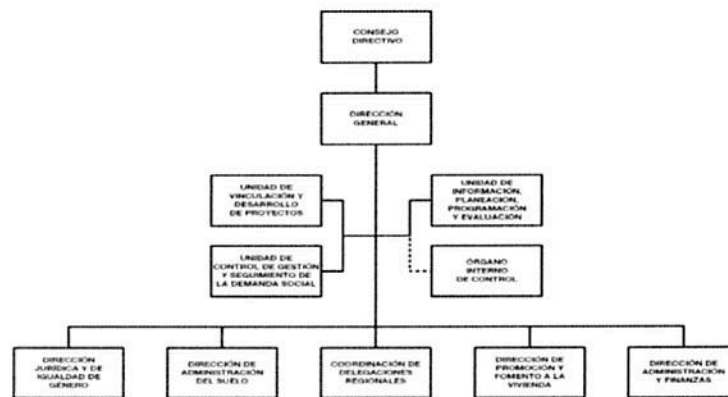 CONSEJO
DIRECTIVO
DIRECCIÓN
GENERAL
UNIDAD DE
VINCULACIÓN Y
DESARROLLO
DE PROYECTOS
UNIDAD DE
INFORMACIÓN,
PLANEACIÓN,
PROGRAMACIÓN
Y EVALUACIÓN
UNIDAD DE
CONTROL DE GESTIÓN
Y SEGUIMIENTO DE
LA DEMANDA SOCIAL
ÓRGANO
INTERNO
DE CONTROL
DIRECCIÓN
JURÍDICA Y DE
IGUALDAD DE
GÉNERO
DIRECCIÓN DE
ADMINISTRACIÓN
DEL SUELO
COORDINACIÓN DE
DELEGACIONES
REGIONALES
DIRECCIÓN DE
PROMOCIÓN Y
FOMENTO A LA
VIVIENDA
DIRECCIÓN DE
ADMINISTRACIÓN
Y FINANZAS